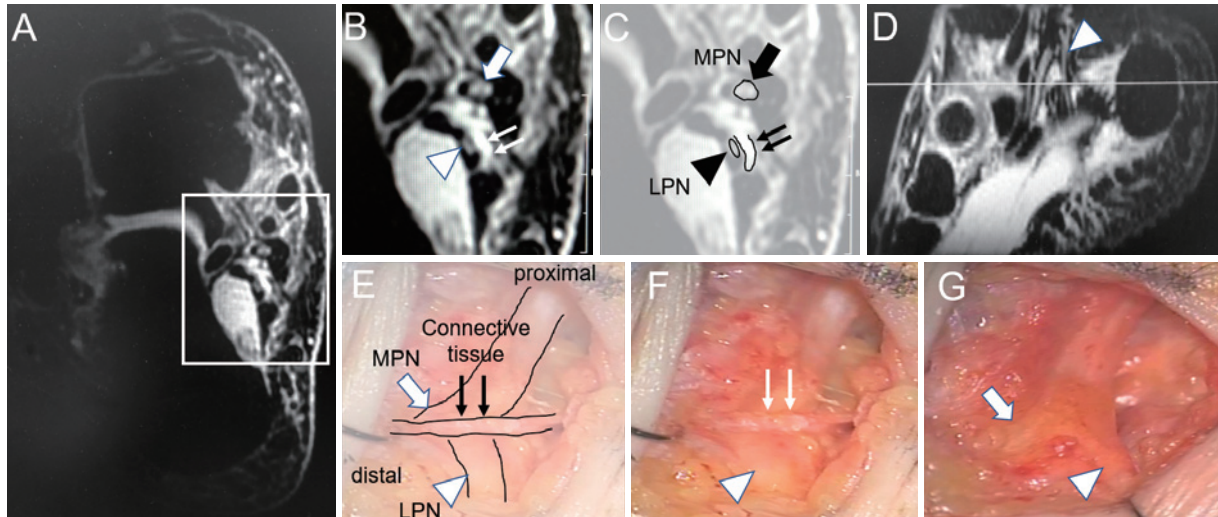 A
B
C
MPN
LPN
D
E
proximal
Connective
tissue
MPN
distal
LPN
F
G